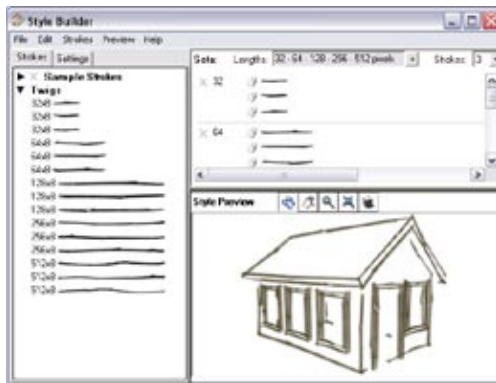 Style Builder
File Edit Strokes Preview Help
Strokes Settings
Sample Strokes
Twigs
32x8
32x8
32x8
64x8
64x8
64x8
128x8
128x8
128x8
256x8
256x8
256x8
512x8
512x8
512x8
Sets: Lengths: 32 - 64 - 128 - 256 - 512 pixels Strokes: 3
32
64
Style Preview